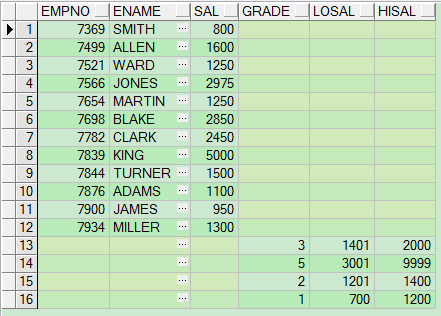 EMPNO ENAME SAL GRADE LOSAL HISAL
1 7369 SMITH ... 800
2 7499 ALLEN ... 1600
3 7521 WARD ... 1250
4 7566 JONES ... 2975
5 7654 MARTIN ... 1250
6 7698 BLAKE ... 2850
7 7782 CLARK ... 2450
8 7839 KING ... 5000
9 7844 TURNER ... 1500
10 7876 ADAMS ... 1100
11 7900 JAMES ... 950
12 7934 MILLER ... 1300
13 ... 3 1401 2000
14 ... 5 3001 9999
15 ... 2 1201 1400
16 ... 1 700 1200